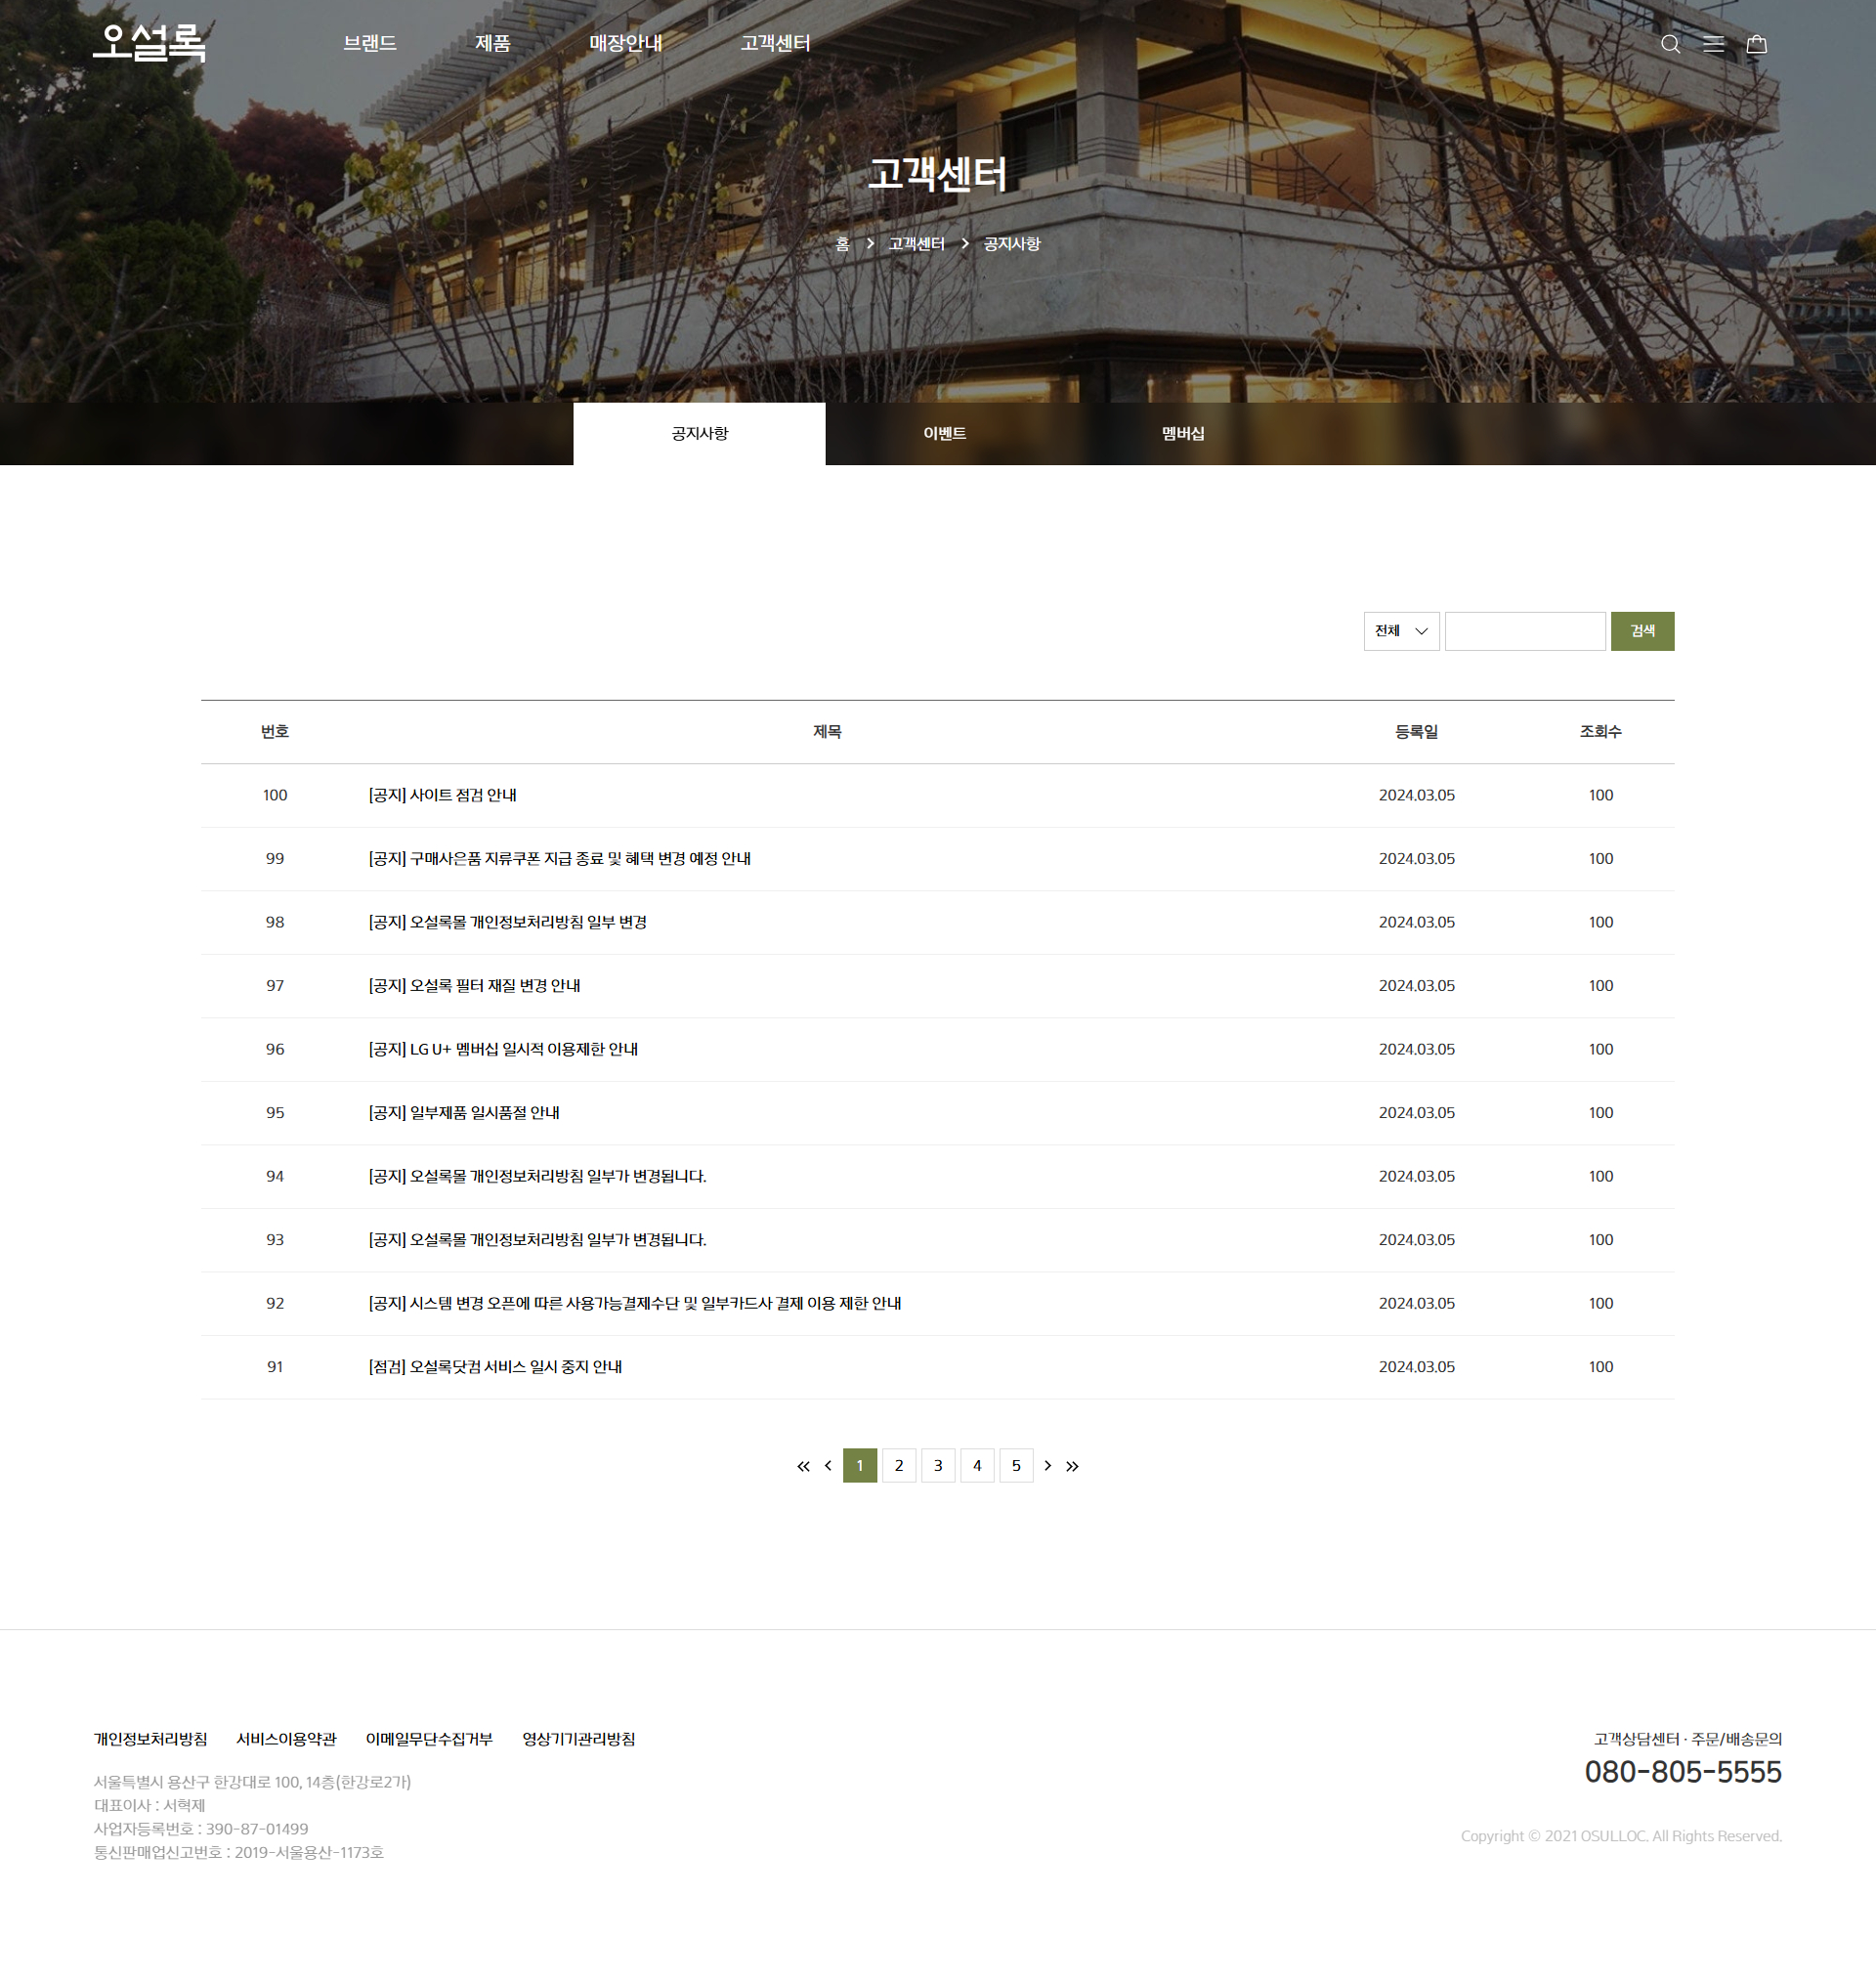 오설록 브랜드 제품 매장안내 고객센터
고객센터
홈 고객센터 공지사항
공지사항 이벤트 멤버십
전체 검색
번호 제목 등록일 조회수
100 [공지] 사이트 점검 안내 2024.03.05 100
99 [공지] 구매사은품 지류쿠폰 지급 종료 및 혜택 변경 예정 안내 2024.03.05 100
98 [공지] 오설록몰 개인정보처리방침 일부 변경 2024.03.05 100
97 [공지] 오설록 필터 재질 변경 안내 2024.03.05 100
96 [공지] LG U+ 멤버십 일시적 이용제한 안내 2024.03.05 100
95 [공지] 일부제품 일시품절 안내 2024.03.05 100
94 [공지] 오설록몰 개인정보처리방침 일부가 변경됩니다. 2024.03.05 100
93 [공지] 오설록몰 개인정보처리방침 일부가 변경됩니다. 2024.03.05 100
92 [공지] 시스템 변경 오픈에 따른 사용가능결제수단 및 일부카드사 결제 이용 제한 안내 2024.03.05 100
91 [점검] 오설록닷컴 서비스 일시 중지 안내 2024.03.05 100
1 2 3 4 5
개인정보처리방침 서비스이용약관 이메일무단수집거부 영상기기관리방침
서울특별시 용산구 한강대로 100, 14층(한강로2가)
대표이사 : 서혁제
사업자등록번호 : 390-87-01499
통신판매업신고번호 : 2019-서울용산-1173호
고객상담센터 · 주문/배송문의
080-805-5555
Copyright © 2021 OSULLOC. All Rights Reserved.